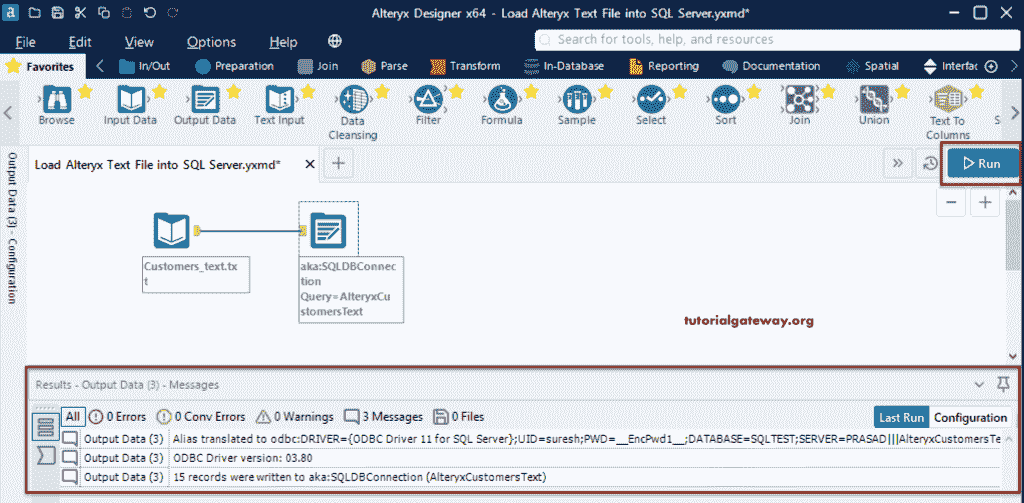 Alteryx Designer x64 - Load Alteryx Text File into SQL Server.yxmd*
File Edit View Options Help
Search for tools, help, and resources
Favorites In/Out Preparation Join Parse Transform In-Database Reporting Documentation Spatial Interfac
Browse Input Data Output Data Text Input Data Cleansing Filter Formula Sample Select Sort Join Union Text To Columns S
Load Alteryx Text File into SQL Server.yxmd*
Run
Output Data (3) - Configuration
Customers_text.tx
t
aka:SQLDBConnec
tion
Query=AlteryxCu
stomersText
tutorialgateway.org
Results - Output Data (3) - Messages
All 0 Errors 0 Conv Errors 0 Warnings 3 Messages 0 Files Last Run Configuration
Output Data (3) Alias translated to odbc:DRIVER={ODBC Driver 11 for SQL Server};UID=suresh;PWD=__EncPwd1__;DATABASE=SQLTEST;SERVER=PRASAD|||AlteryxCustomersTe
Output Data (3) ODBC Driver version: 03.80
Output Data (3) 15 records were written to aka:SQLDBConnection (AlteryxCustomersText)